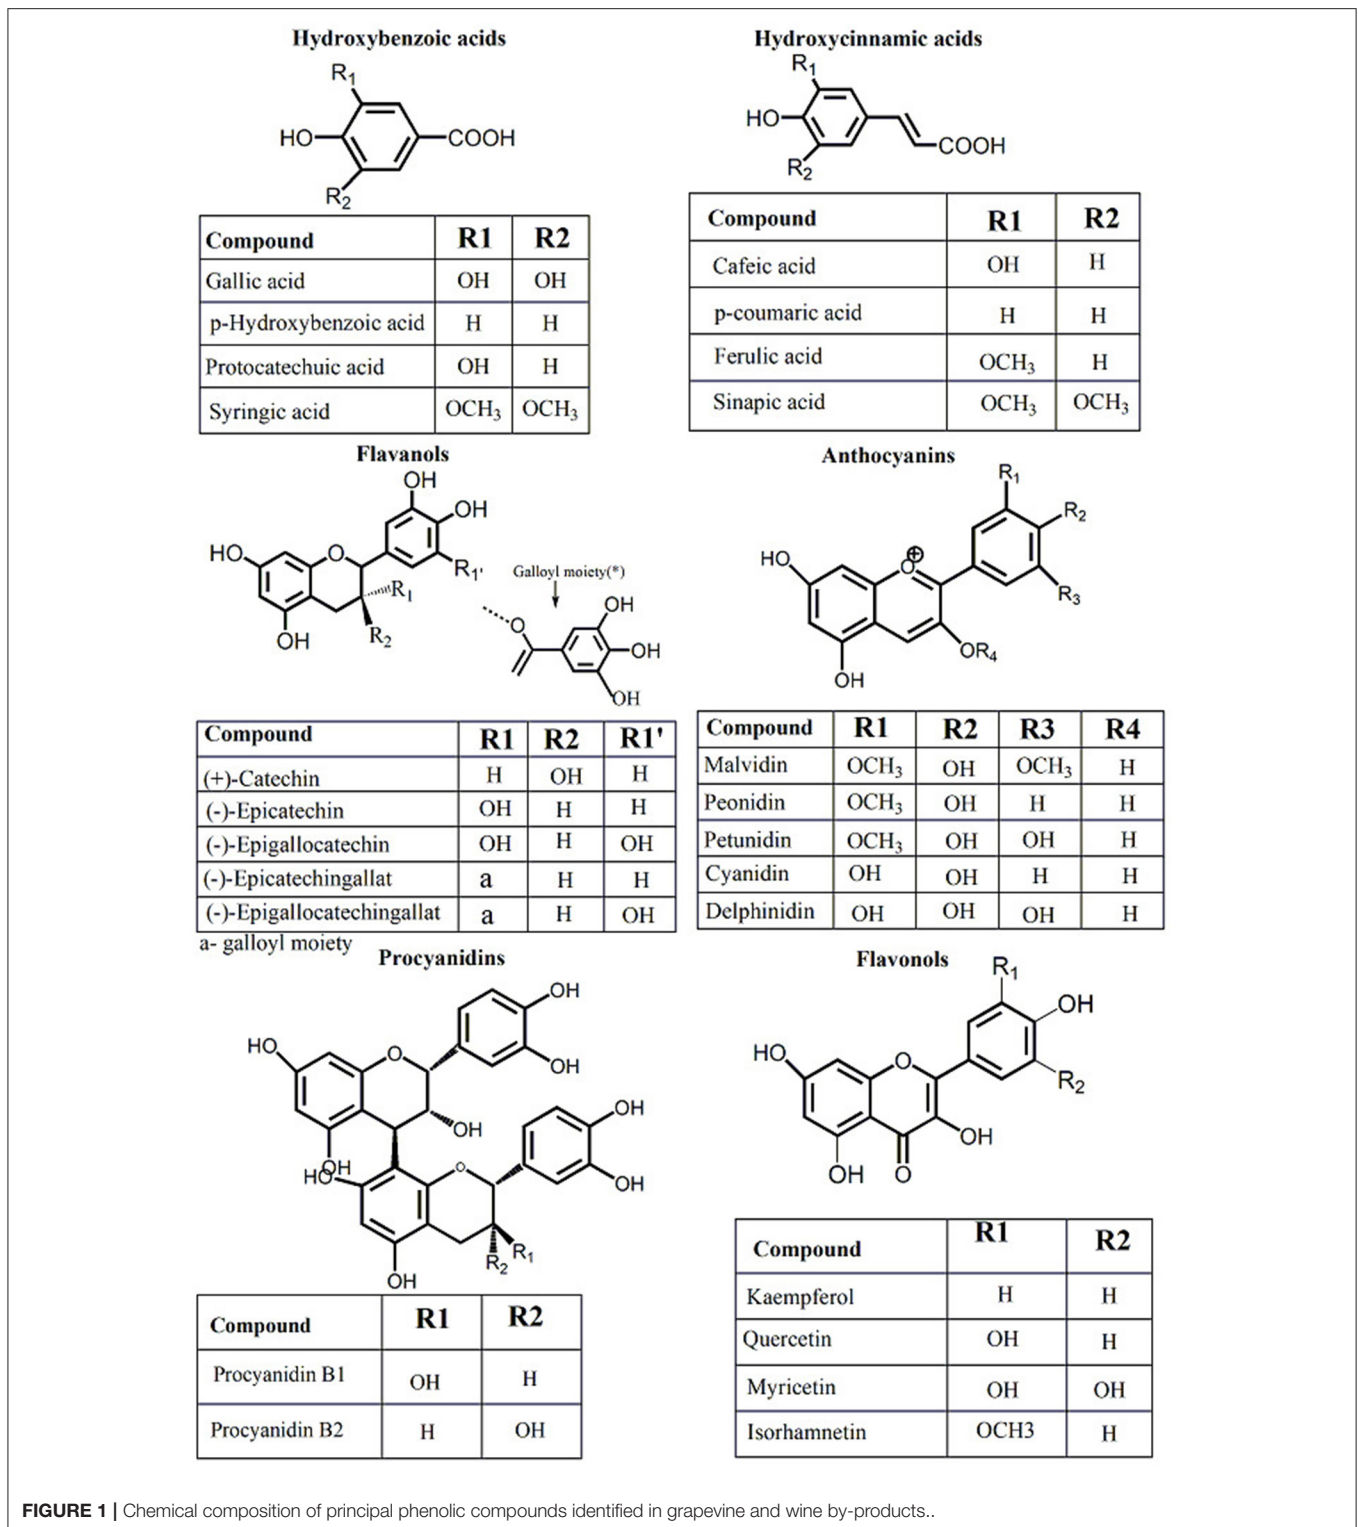 Hydroxybenzoic acids
R1
HO
COOH
R2
Compound R1 R2
Gallic acid OH OH
p-Hydroxybenzoic acid H H
Protocatechuic acid OH H
Syringic acid OCH3 OCH3
Hydroxycinnamic acids
R1
HO
COOH
R2
Compound R1 R2
Cafeic acid OH H
p-coumaric acid H H
Ferulic acid OCH3 H
Sinapic acid OCH3 OCH3
Flavanols
OH
OH
HO
O
R1'
R1
R2
OH
Galloyl moiety(*)
OH
O
OH
OH
Compound R1 R2 R1'
(+)-Catechin H OH H
(-)-Epicatechin OH H H
(-)-Epigallocatechin OH H OH
(-)-Epicatechingallat a H H
(-)-Epigallocatechingallat a H OH
a- galloyl moiety
Anthocyanins
R1
R2
HO
⊕
O
R3
OR4
OH
Compound R1 R2 R3 R4
Malvidin OCH3 OH OCH3 H
Peonidin OCH3 OH H H
Petunidin OCH3 OH OH H
Cyanidin OH OH H H
Delphinidin OH OH OH H
Procyanidins
OH
HO
O
OH
OH
OH
OH
HO
O
OH
R1
R2
OH
Compound R1 R2
Procyanidin B1 OH H
Procyanidin B2 H OH
Flavonols
R1
OH
HO
O
R2
OH
OH
O
Compound R1 R2
Kaempferol H H
Quercetin OH H
Myricetin OH OH
Isorhamnetin OCH3 H
FIGURE 1 | Chemical composition of principal phenolic compounds identified in grapevine and wine by-products..